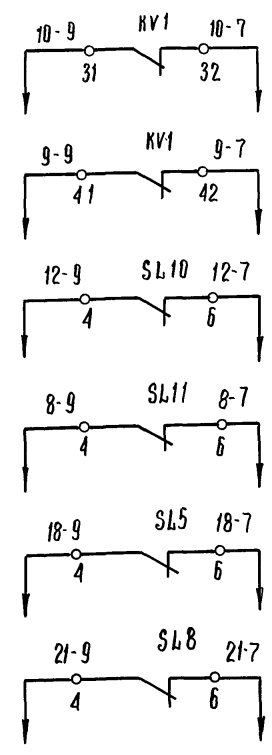 10-9 KV1 10-7
31 32
9-9 KV1 9-7
41 42
12-9 SL10 12-7
4 6
8-9 SL11 8-7
4 6
18-9 SL5 18-7
4 6
21-9 SL8 21-7
4 6